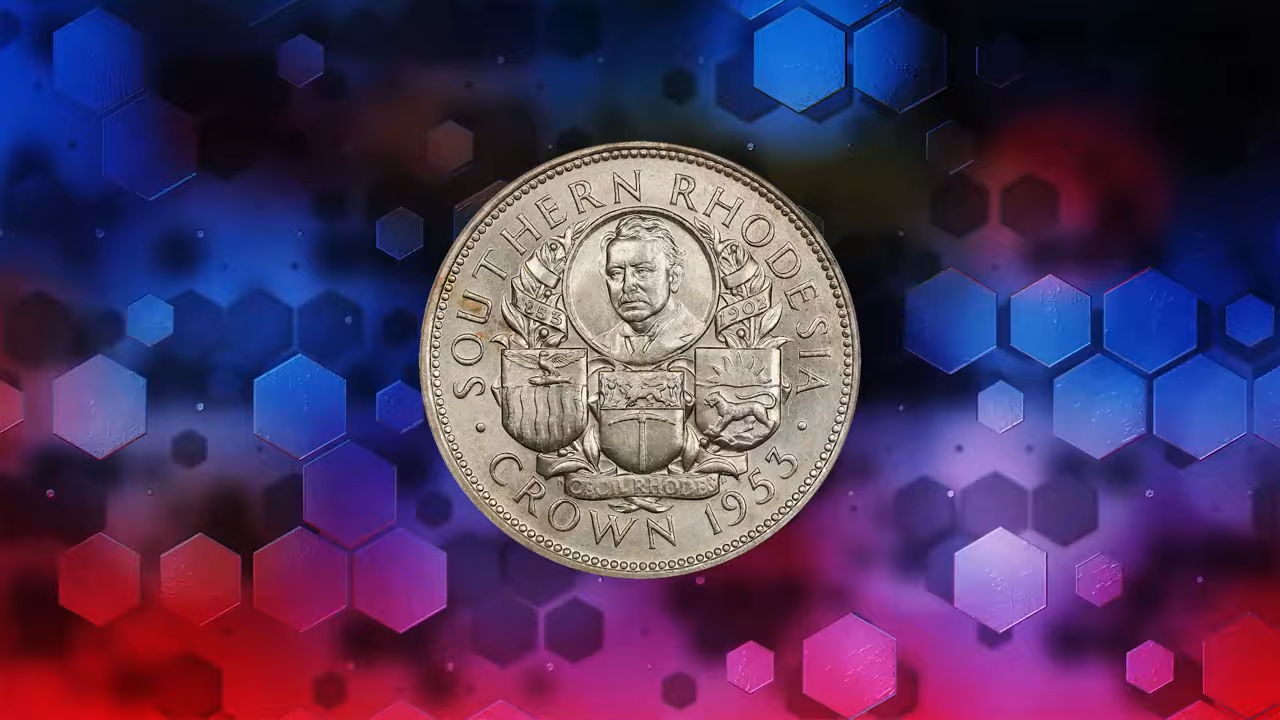 SOUTHERN RHODESIA
1853
1902
CECIL RHODES
CROWN 1953